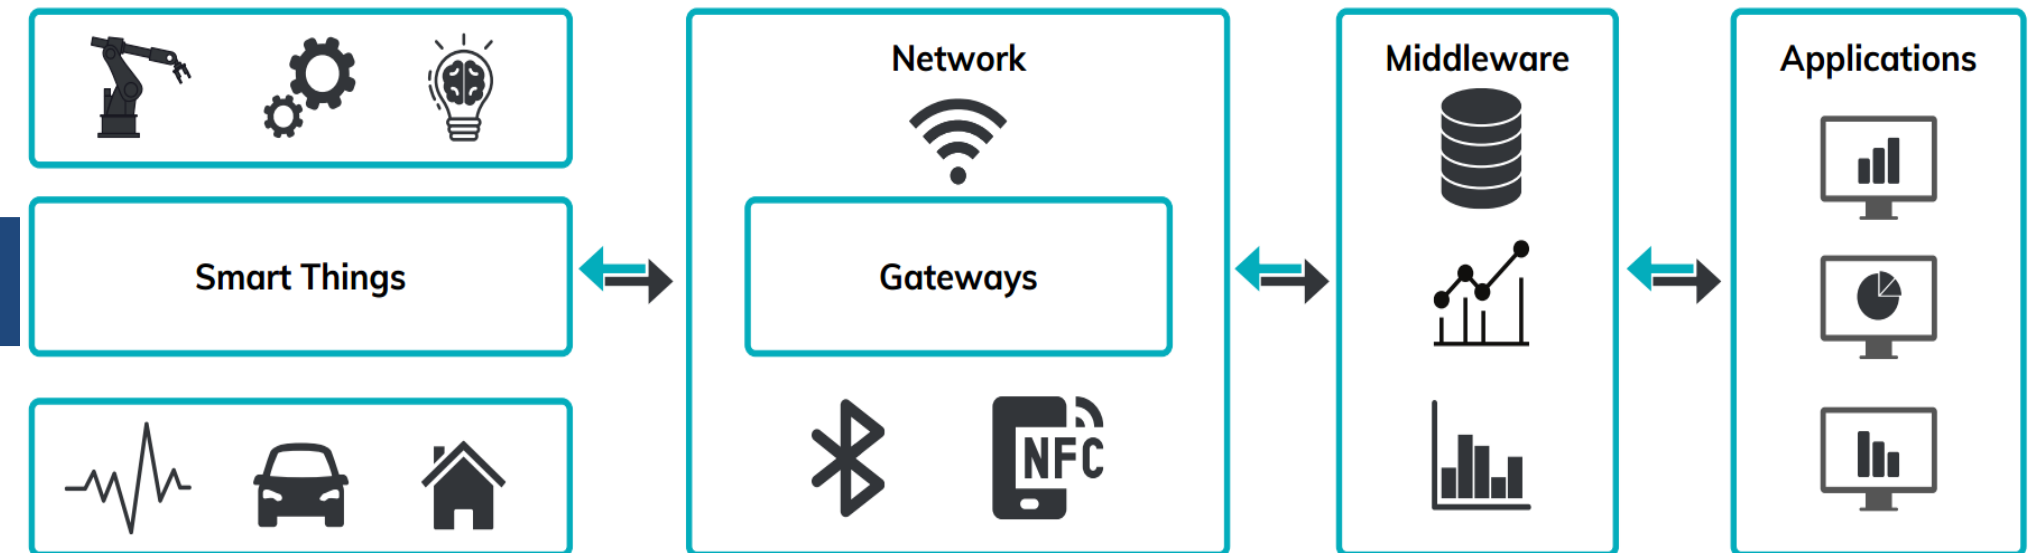 Smart Things
Network
Gateways
NFC
Middleware
Applications